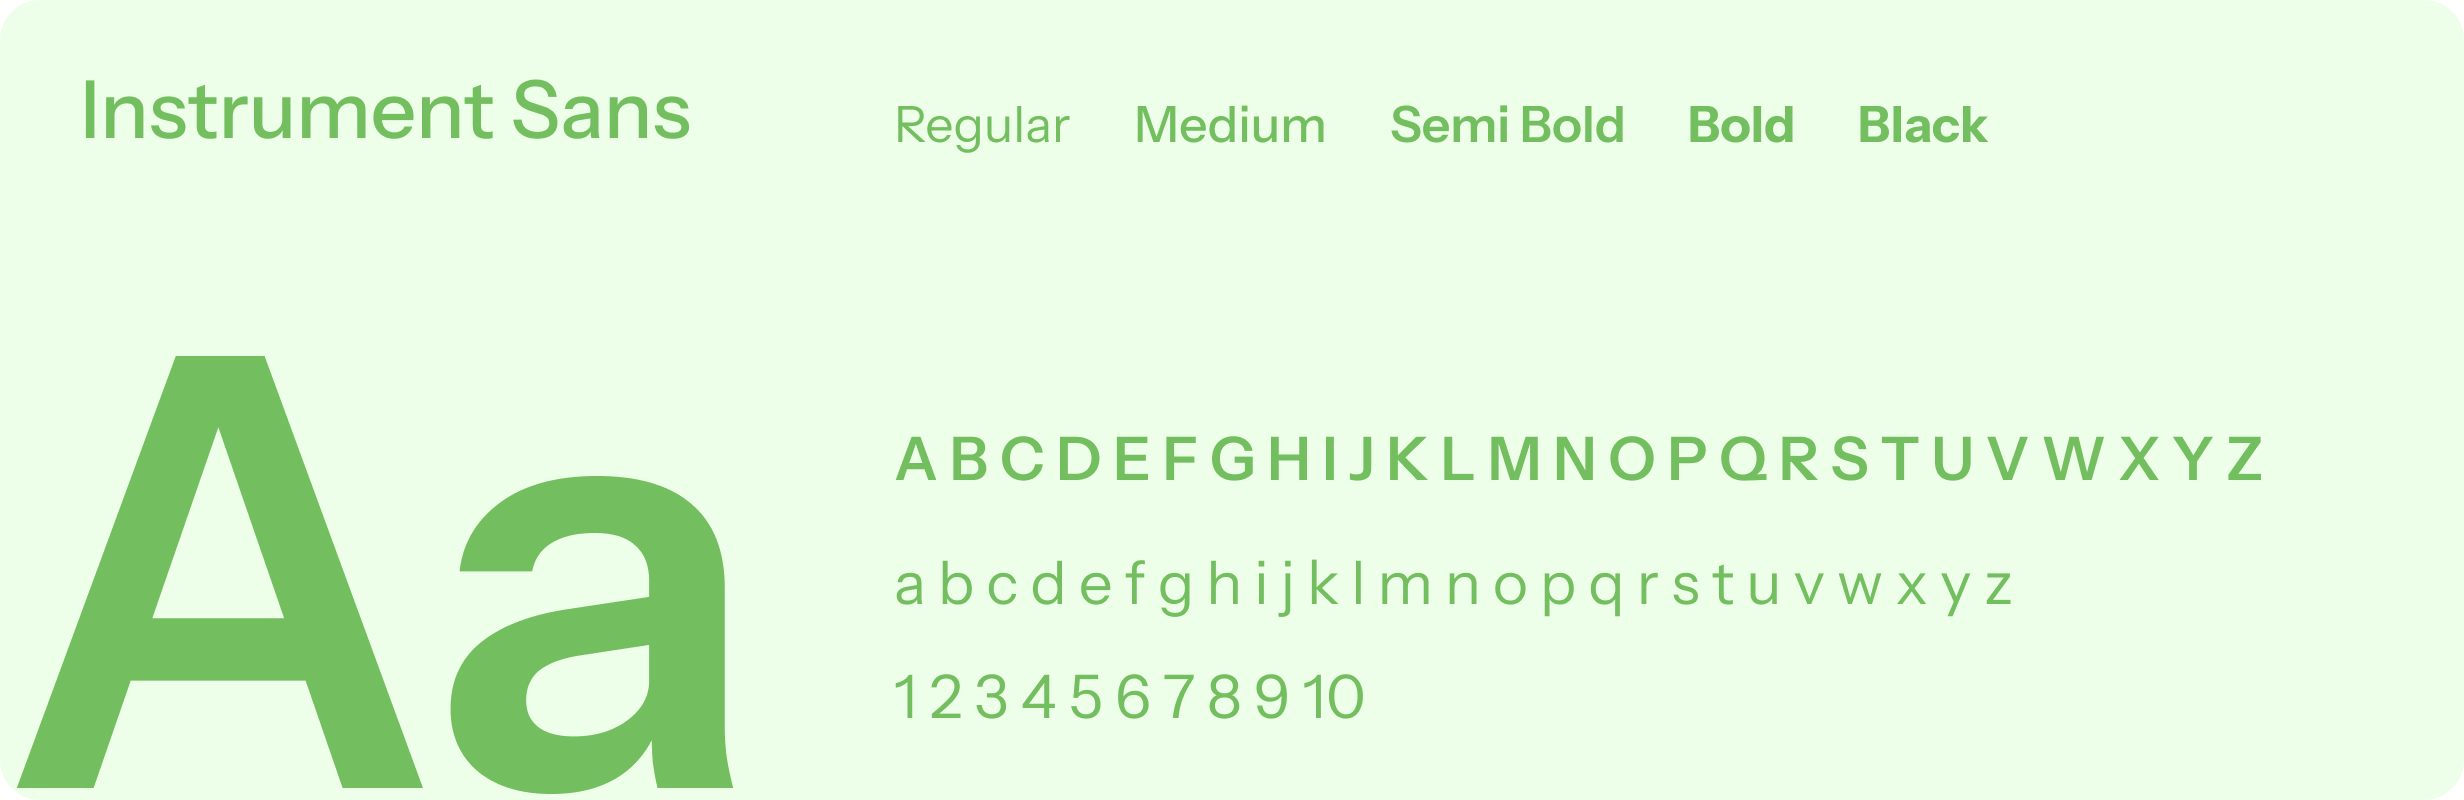 Instrument Sans
Regular Medium Semi Bold Bold Black
Aa
A B C D E F G H I J K L M N O P Q R S T U V W X Y Z
a b c d e f g h i j k l m n o p q r s t u v w x y z
1 2 3 4 5 6 7 8 9 10